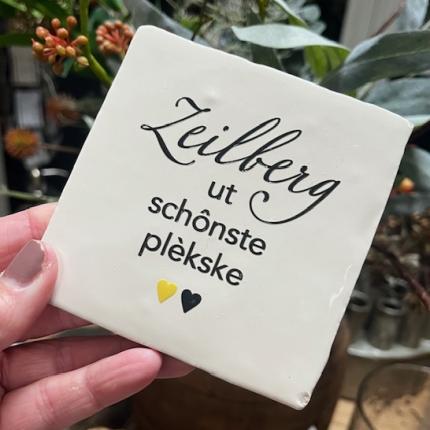 Zeilberg
ut
schônste
plèkske